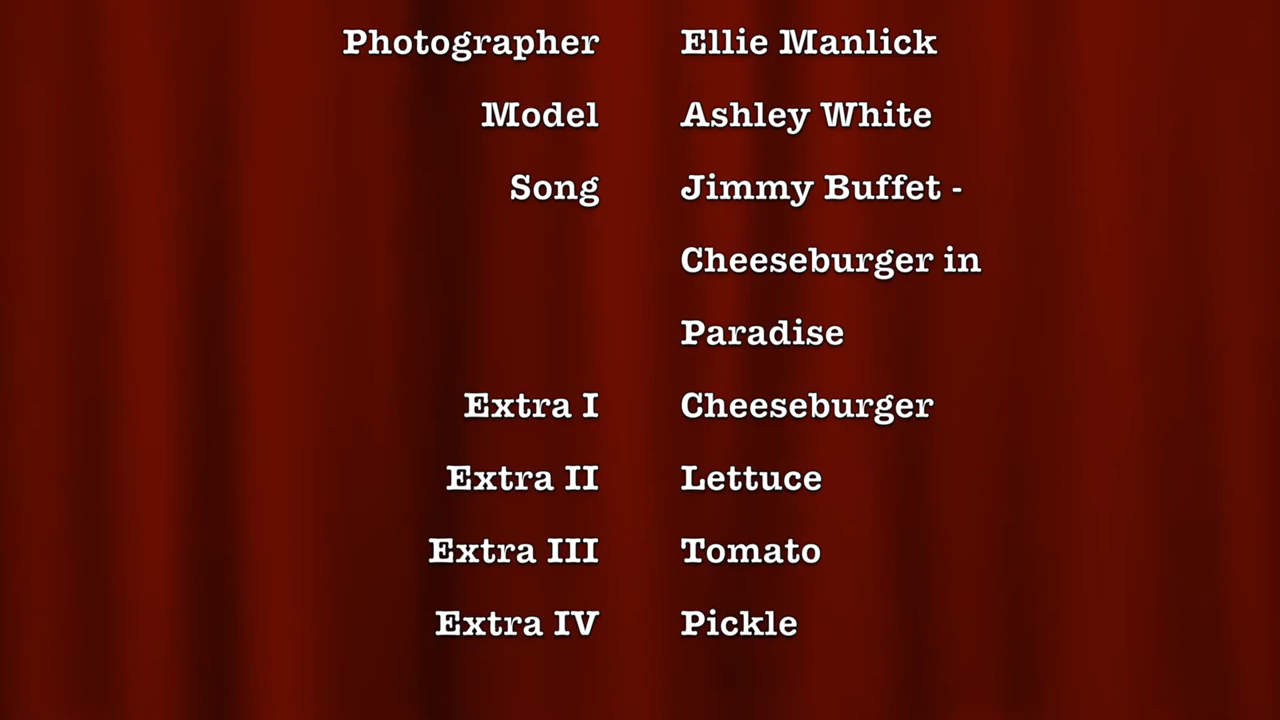 Photographer Ellie Manlick
Model Ashley White
Song Jimmy Buffet -
Cheeseburger in
Paradise
Extra I Cheeseburger
Extra II Lettuce
Extra III Tomato
Extra IV Pickle